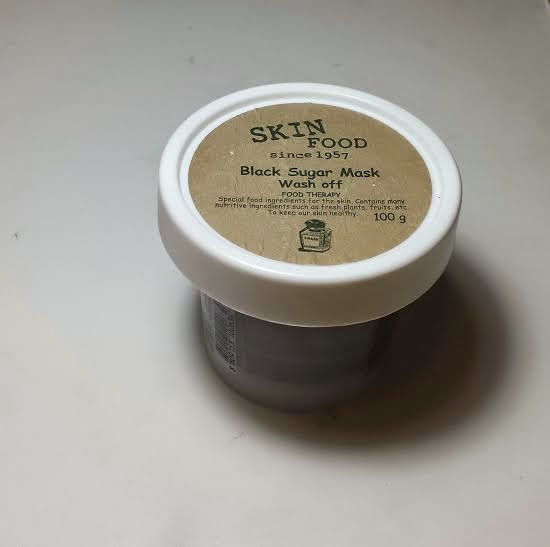 SKIN
FOOD
since 1957
Black Sugar Mask
Wash off
FOOD THERAPY
Special food ingredients for the skin. Contains many
nutritive ingredients such as fresh plants, fruits, etc.
To keep our skin healthy.
100 g